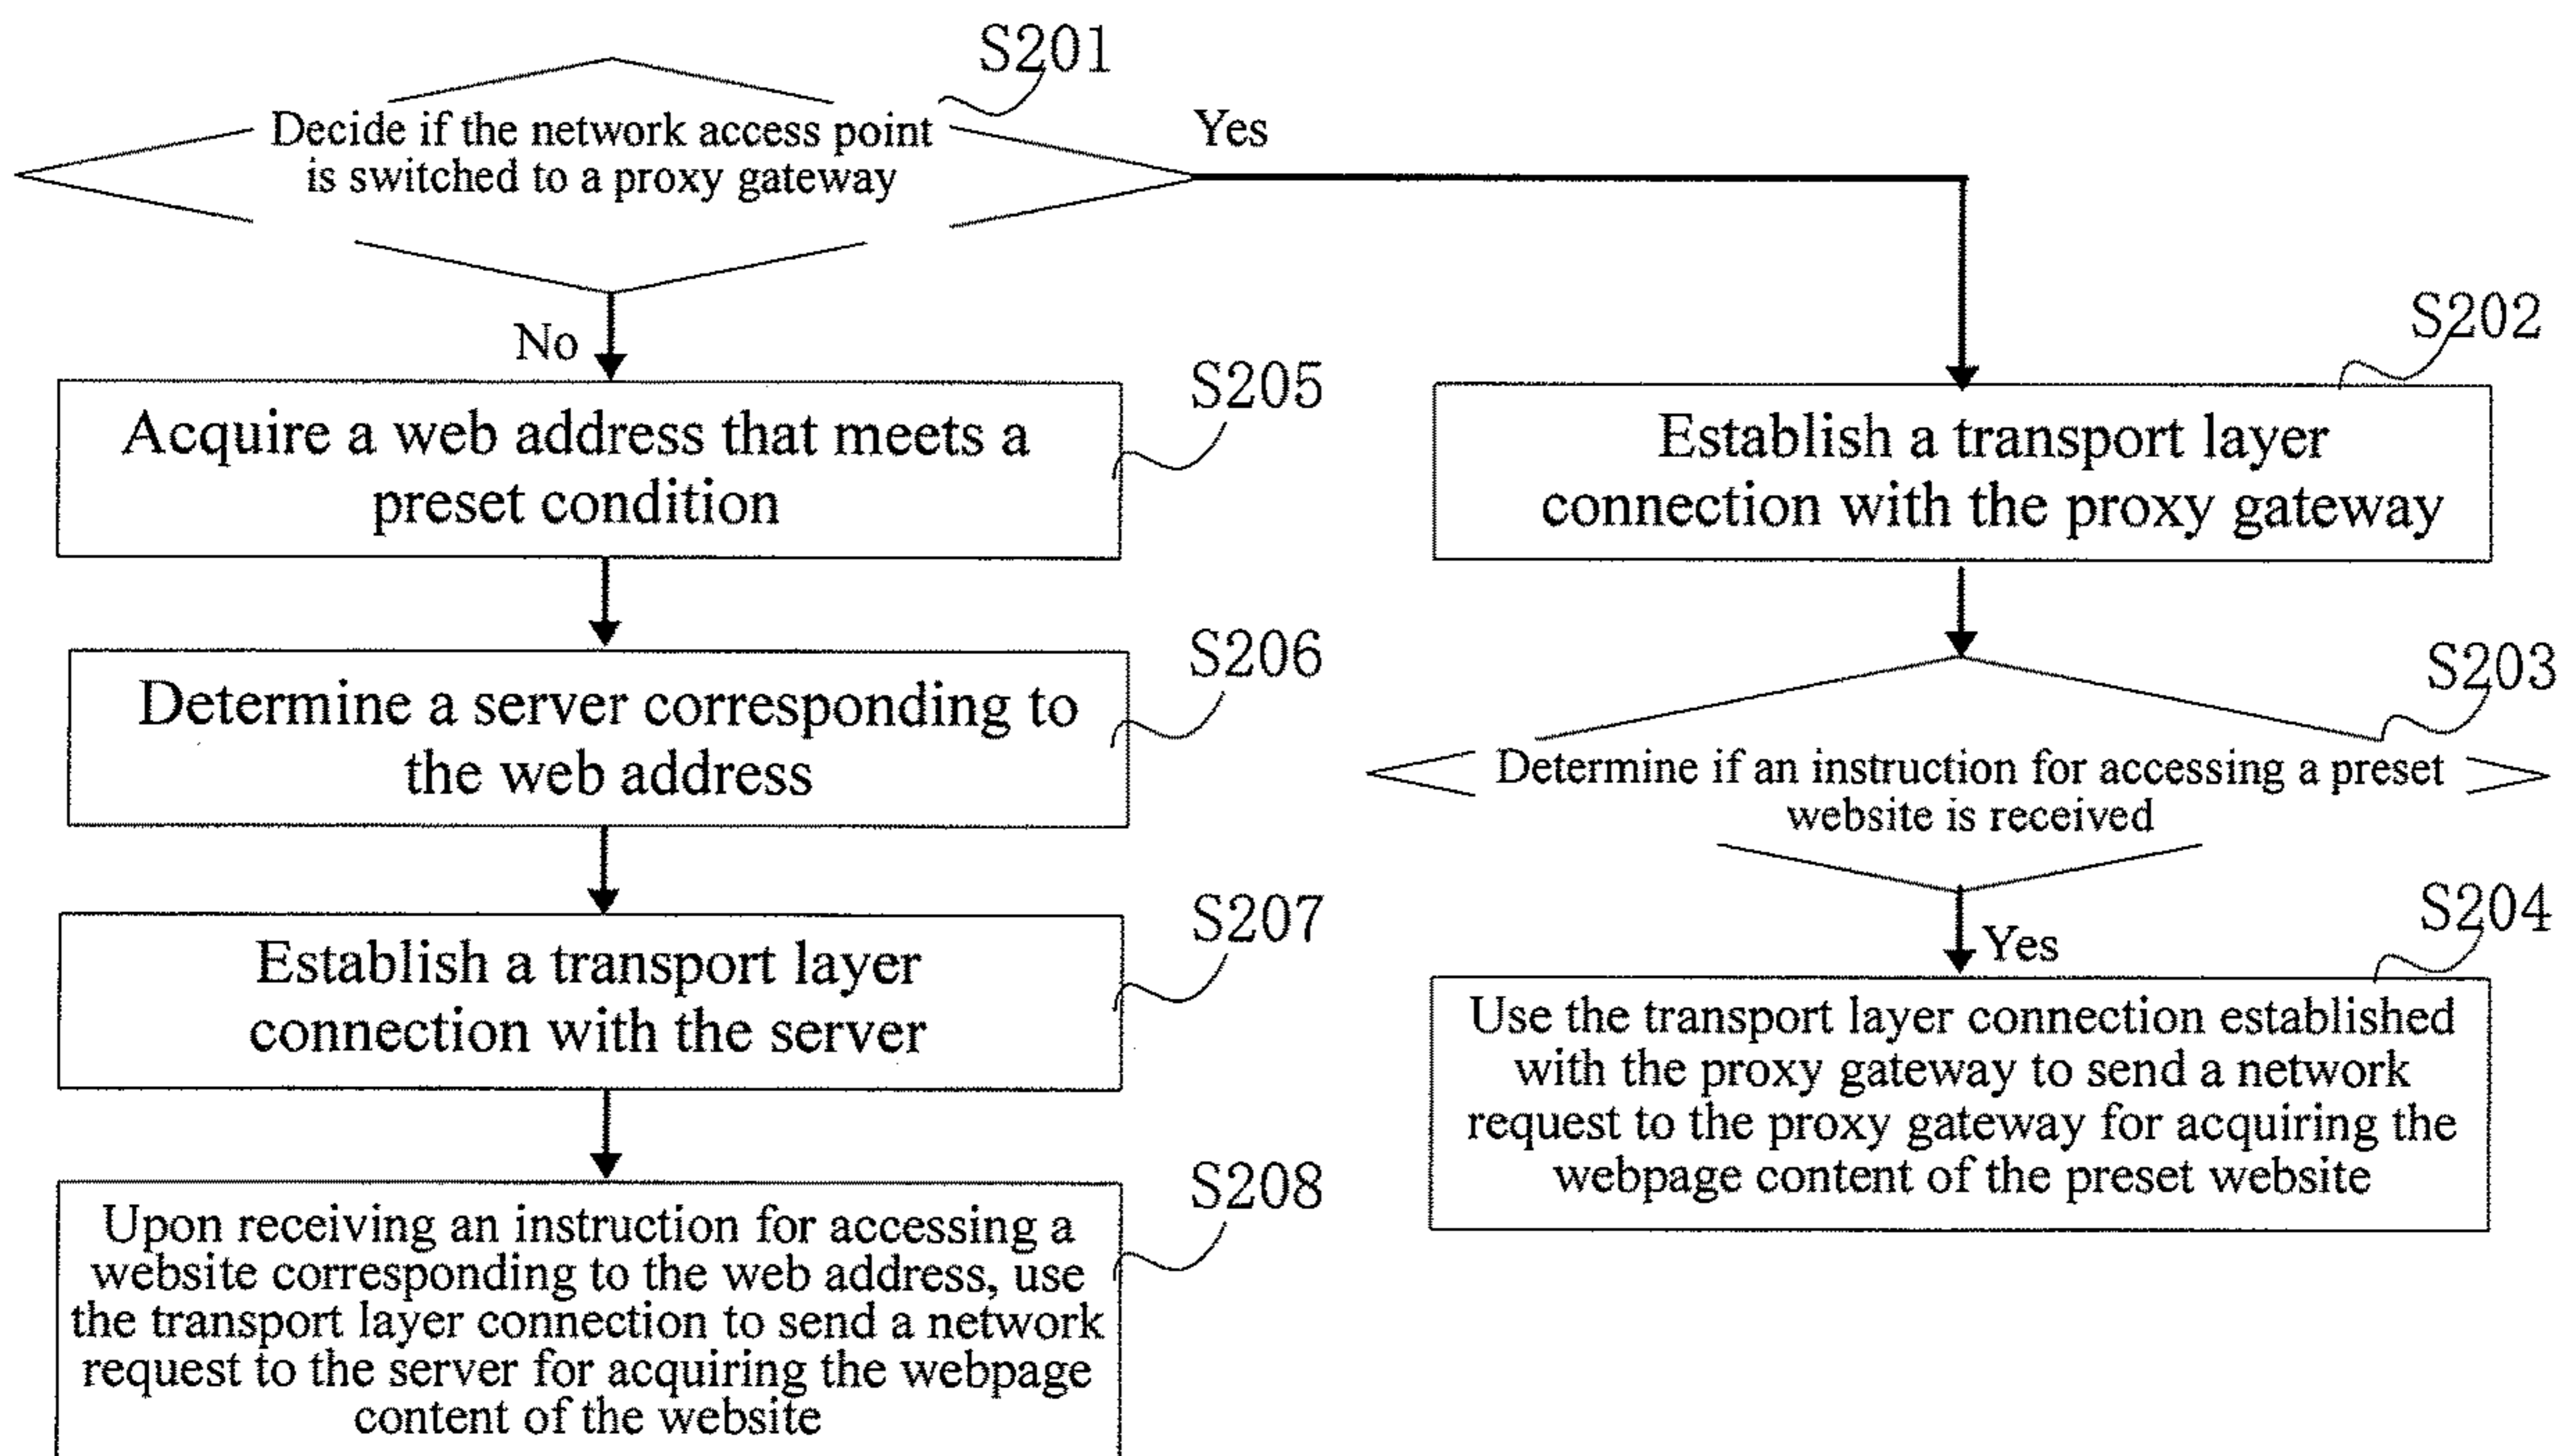 S201
Decide if the network access point
is switched to a proxy gateway
Yes
No
S205
Acquire a web address that meets a
preset condition
S206
Determine a server corresponding to
the web address
S207
Establish a transport layer
connection with the server
S208
Upon receiving an instruction for accessing a
website corresponding to the web address, use
the transport layer connection to send a network
request to the server for acquiring the webpage
content of the website
S202
Establish a transport layer
connection with the proxy gateway
S203
Determine if an instruction for accessing a preset
website is received
Yes
S204
Use the transport layer connection established
with the proxy gateway to send a network
request to the proxy gateway for acquiring the
webpage content of the preset website